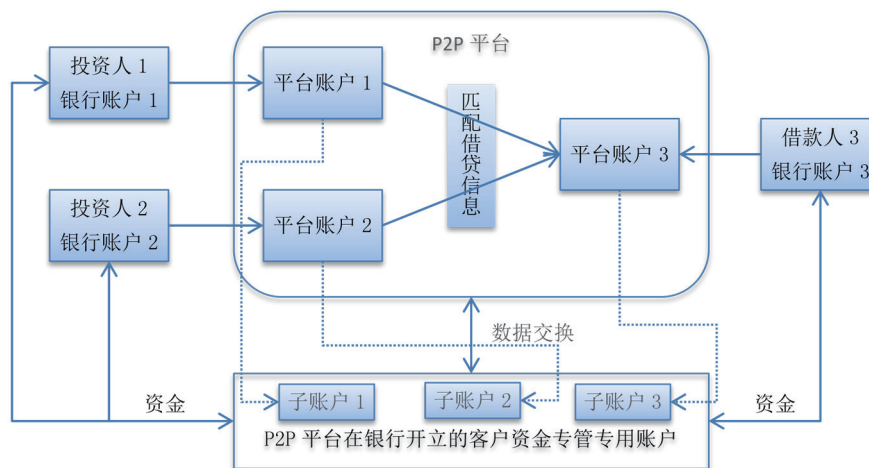 P2P 平台
投资人 1
银行账户 1
平台账户 1
匹配借贷信息
平台账户 3
借款人 3
银行账户 3
投资人 2
银行账户 2
平台账户 2
数据交换
资金
子账户 1
子账户 2
子账户 3
资金
P2P 平台在银行开立的客户资金专管专用账户